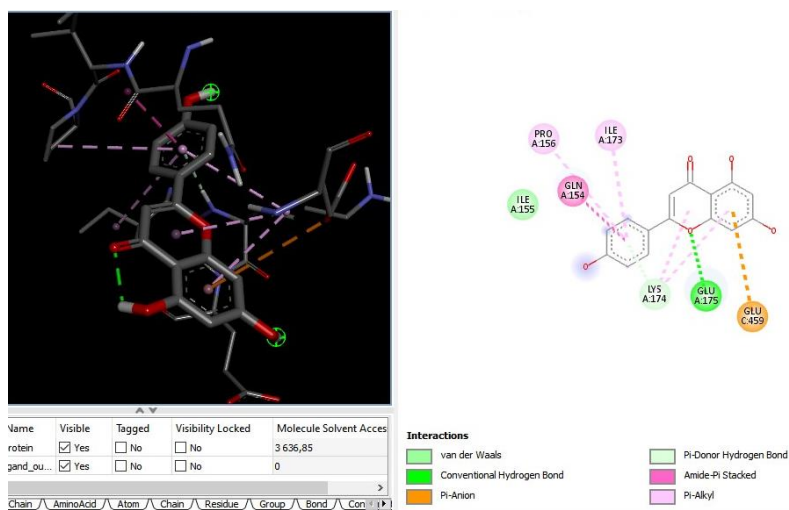 PRO
A:156
ILE
A:173
ILE
A:155
GLN
A:154
LYS
A:174
GLU
A:175
GLU
C:459
Name Visible Tagged Visibility Locked Molecule Solvent Acces
rotein Yes No No 3 636,85
gand_ou... Yes No No 0
Chain AminoAcid Atom Chain Residue Group Bond Con
Interactions
van der Waals
Conventional Hydrogen Bond
Pi-Anion
Pi-Donor Hydrogen Bond
Amide-Pi Stacked
Pi-Alkyl